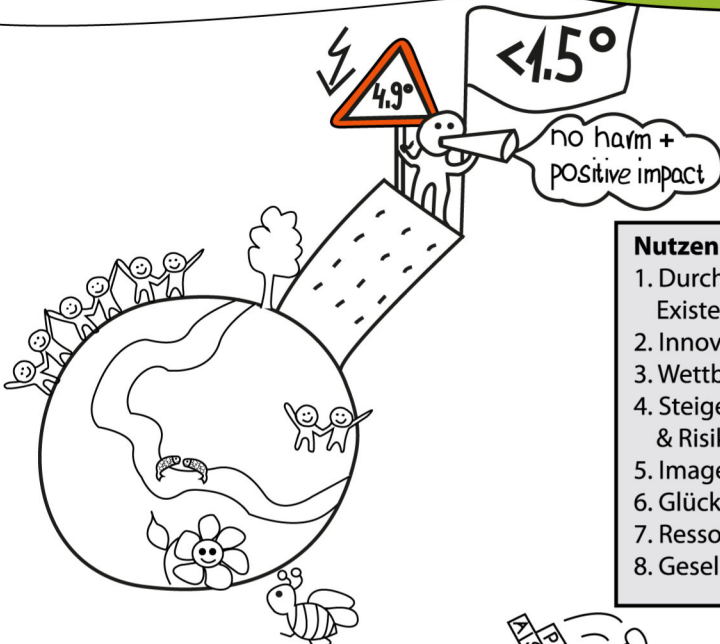 <1.5°
4.9°
no harm +
positive impact
Nutzen
1. Durch
Existe
2. Innov
3. Wettb
4. Steige
& Risi
5. Image
6. Glück
7. Resso
8. Gesel
A
P